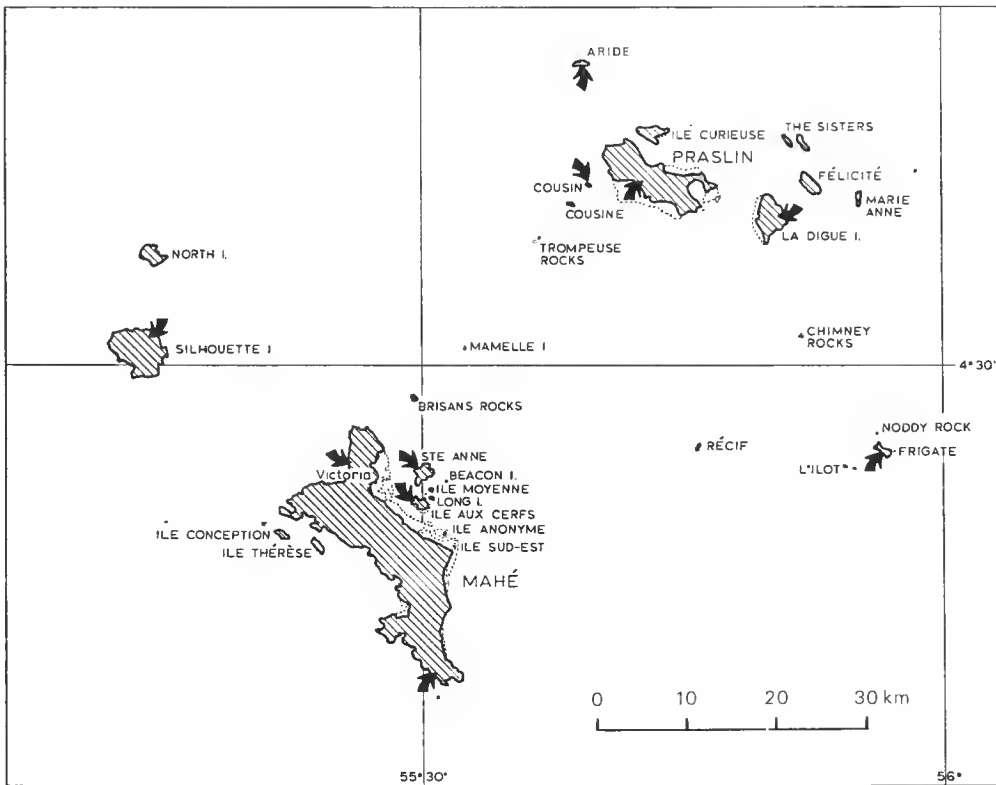 ARIDE
ILE CURIEUSE
THE SISTERS
PRASLIN
FÉLICITÉ
COUSIN
MARIE
ANNE
COUSINE
LA DIGUE I.
TROMPEUSE
ROCKS
NORTH I.
CHIMNEY
ROCKS
SILHOUETTE I
MAMELLE I
4°30'
BRISANS ROCKS
NODDY ROCK
RÉCIF
FRIGATE
STE ANNE
L'ILOT
Victoria
BEACON I.
ILE MOYENNE
LONG I.
ILE AUX CERFS
ILE ANONYME
ILE CONCEPTION
ILE SUD-EST
ILE THÉRÈSE
MAHÉ
0 10 20 30 km
55°30'
56°